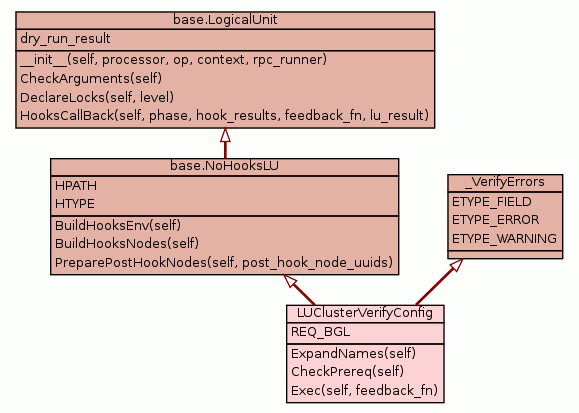 base.LogicalUnit
dry_run_result
__init__(self, processor, op, context, rpc_runner)
CheckArguments(self)
DeclareLocks(self, level)
HooksCallBack(self, phase, hook_results, feedback_fn, lu_result)
base.NoHooksLU
HPATH
HTYPE
BuildHooksEnv(self)
BuildHooksNodes(self)
PreparePostHookNodes(self, post_hook_node_uuids)
_VerifyErrors
ETYPE_FIELD
ETYPE_ERROR
ETYPE_WARNING
LUClusterVerifyConfig
REQ_BGL
ExpandNames(self)
CheckPrereq(self)
Exec(self, feedback_fn)